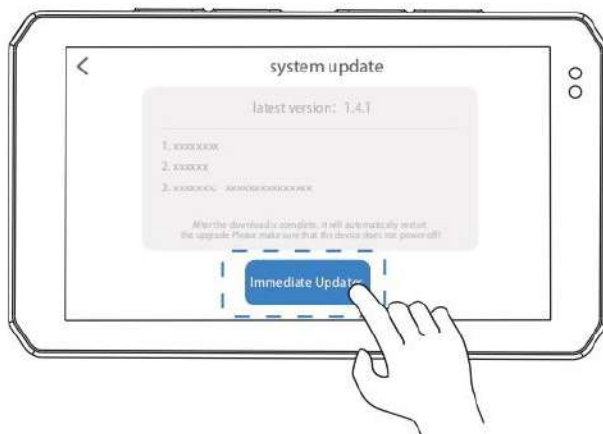 system update
latest version: 1.4.1
1. xxxxxxxx
2. xxxxxx
3. xxxxxxx. xxxxxxxxxxxxxxxx
After the download is complete, it will automatically restart
the upgrade Please make sure that the device does not power off!
Immediate Update